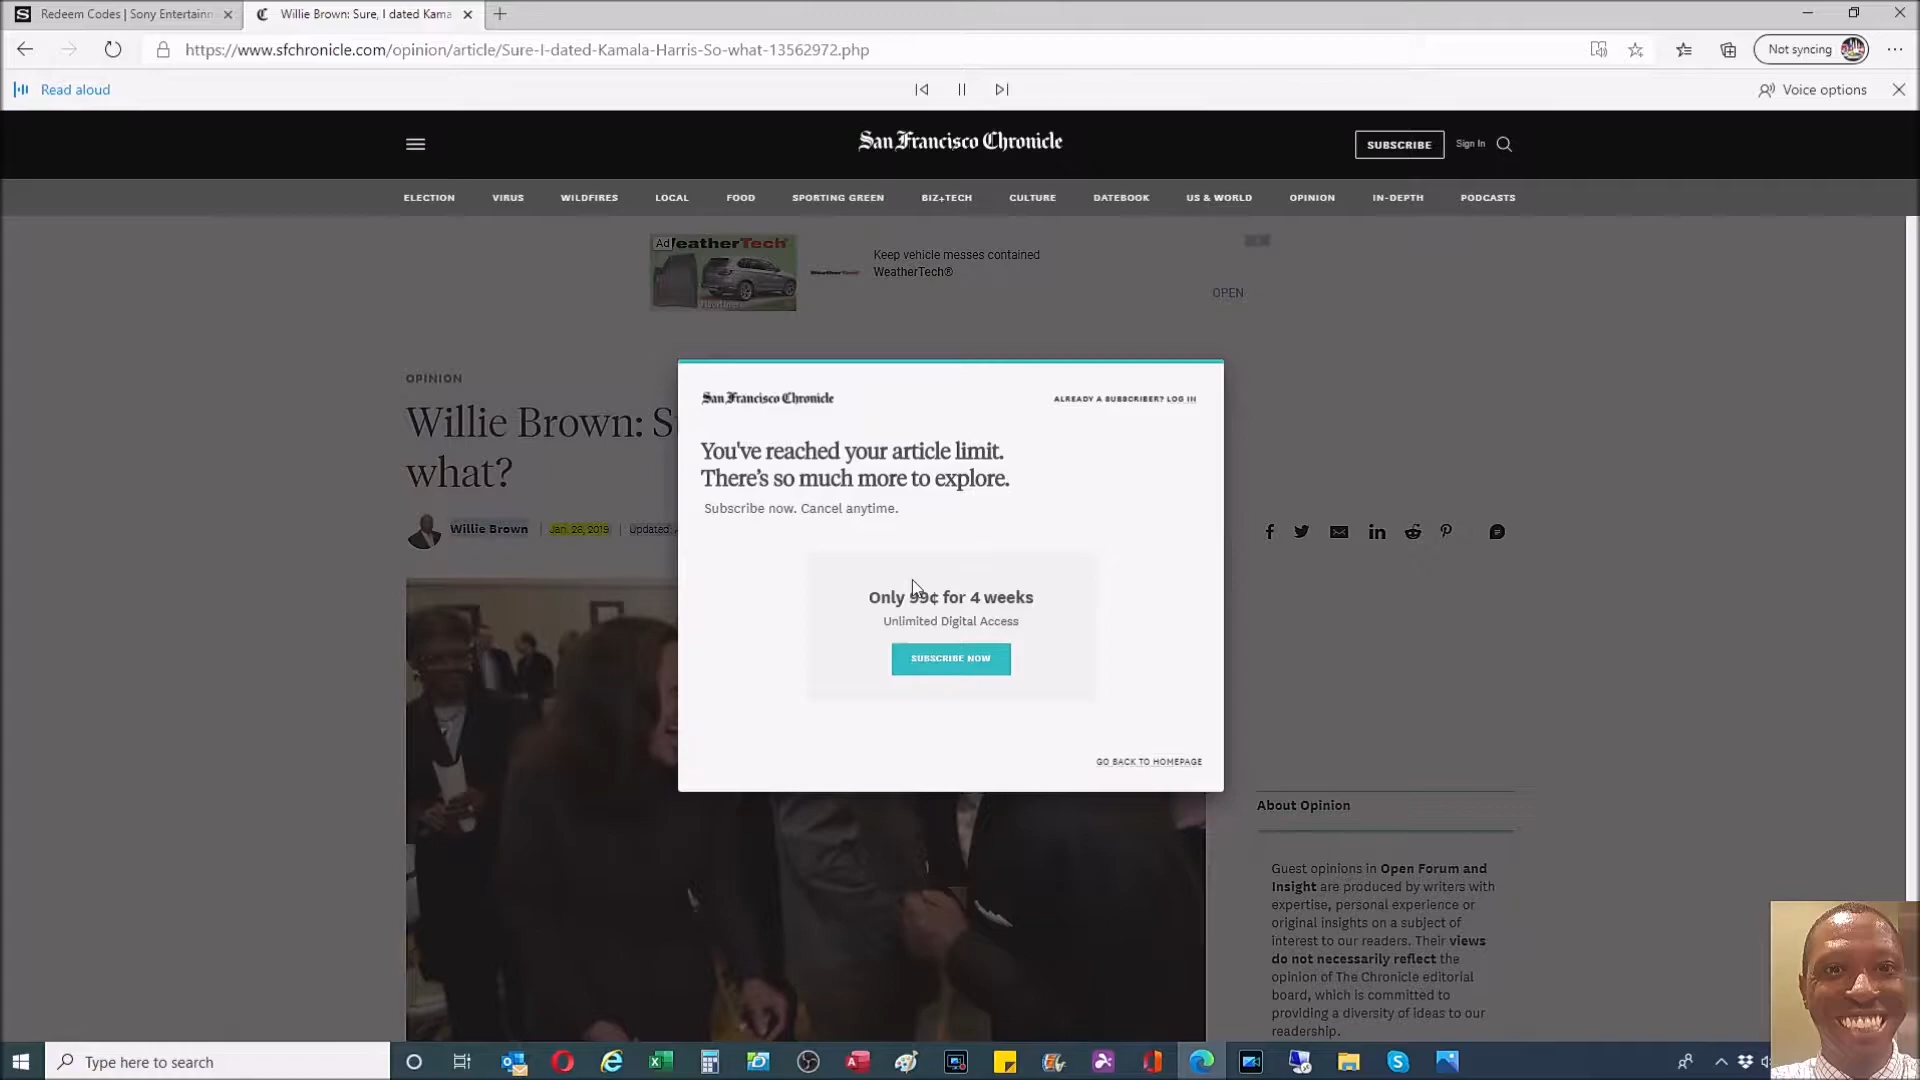 Redeem Codes | Sony Entertainm
Willie Brown: Sure, I dated Kama
https://www.sfchronicle.com/opinion/article/Sure-I-dated-Kamala-Harris-So-what-13562972.php
Not syncing
Read aloud
Voice options
San Francisco Chronicle
SUBSCRIBE
Sign In
ELECTION
VIRUS
WILDFIRES
LOCAL
FOOD
SPORTING GREEN
BIZ+TECH
CULTURE
DATEBOOK
US & WORLD
OPINION
IN-DEPTH
PODCASTS
Ad
eatherTech
WeatherTech
Keep vehicle messes contained
WeatherTech®
OPEN
OPINION
Willie Brown: S
what?
Willie Brown | Jan. 26, 2019 | Updated:
San Francisco Chronicle
ALREADY A SUBSCRIBER? LOG IN
You've reached your article limit.
There's so much more to explore.
Subscribe now. Cancel anytime.
Only 99¢ for 4 weeks
Unlimited Digital Access
SUBSCRIBE NOW
GO BACK TO HOMEPAGE
About Opinion
Guest opinions in Open Forum and
Insight are produced by writers with
expertise, personal experience or
original insights on a subject of
interest to our readers. Their views
do not necessarily reflect the
opinion of The Chronicle editorial
board, which is committed to
providing a diversity of ideas to our
readership.
Type here to search